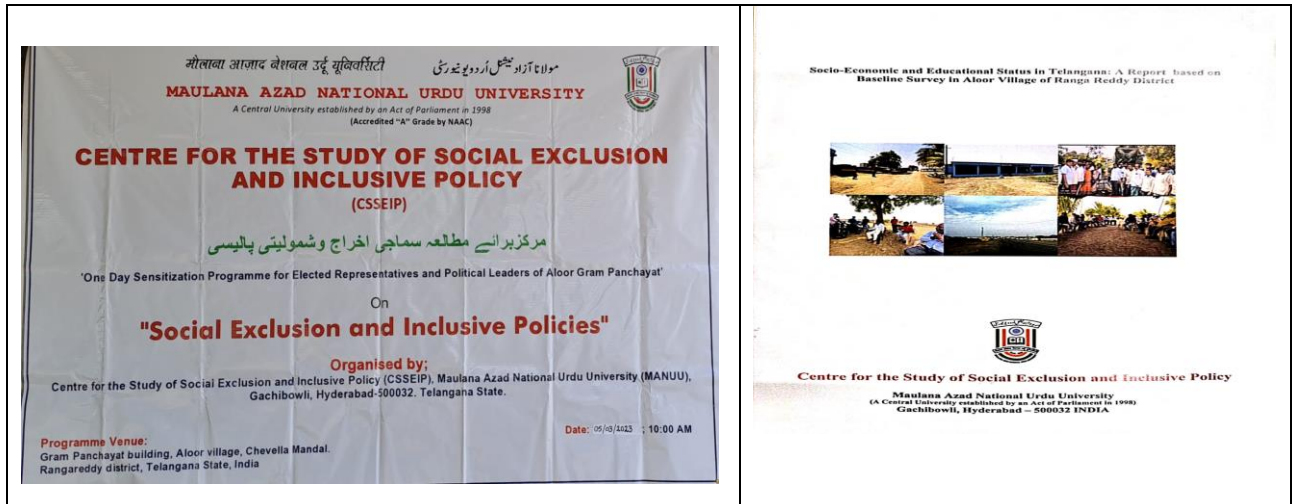 मौलाना आज़ाद नेशनल उर्दू यूनिवर्सिटी
مولانا آزاد نیشنل اُردو یونیورسٹی
MAULANA AZAD NATIONAL URDU UNIVERSITY
A Central University established by an Act of Parliament in 1998
(Accredited "A" Grade by NAAC)
CENTRE FOR THE STUDY OF SOCIAL EXCLUSION
AND INCLUSIVE POLICY
(CSSEIP)
مرکز برائے مطالعہ سماجی اخراج و شمولیتی پالیسی
'One Day Sensitization Programme for Elected Representatives and Political Leaders of Aloor Gram Panchayat'
On
"Social Exclusion and Inclusive Policies"
Organised by;
Centre for the Study of Social Exclusion and Inclusive Policy (CSSEIP), Maulana Azad National Urdu University (MANUU),
Gachibowli, Hyderabad-500032. Telangana State.
Date: 05/03/2023 ; 10:00 AM
Programme Venue:
Gram Panchayat building, Aloor village, Chevella Mandal.
Rangareddy district, Telangana State, India
Socio-Economic and Educational Status in Telangana: A Report based on
Baseline Survey in Aloor Village of Ranga Reddy District
Centre for the Study of Social Exclusion and Inclusive Policy
Maulana Azad National Urdu University
(A Central University established by an Act of Parliament in 1998)
Gachibowli, Hyderabad – 500032 INDIA